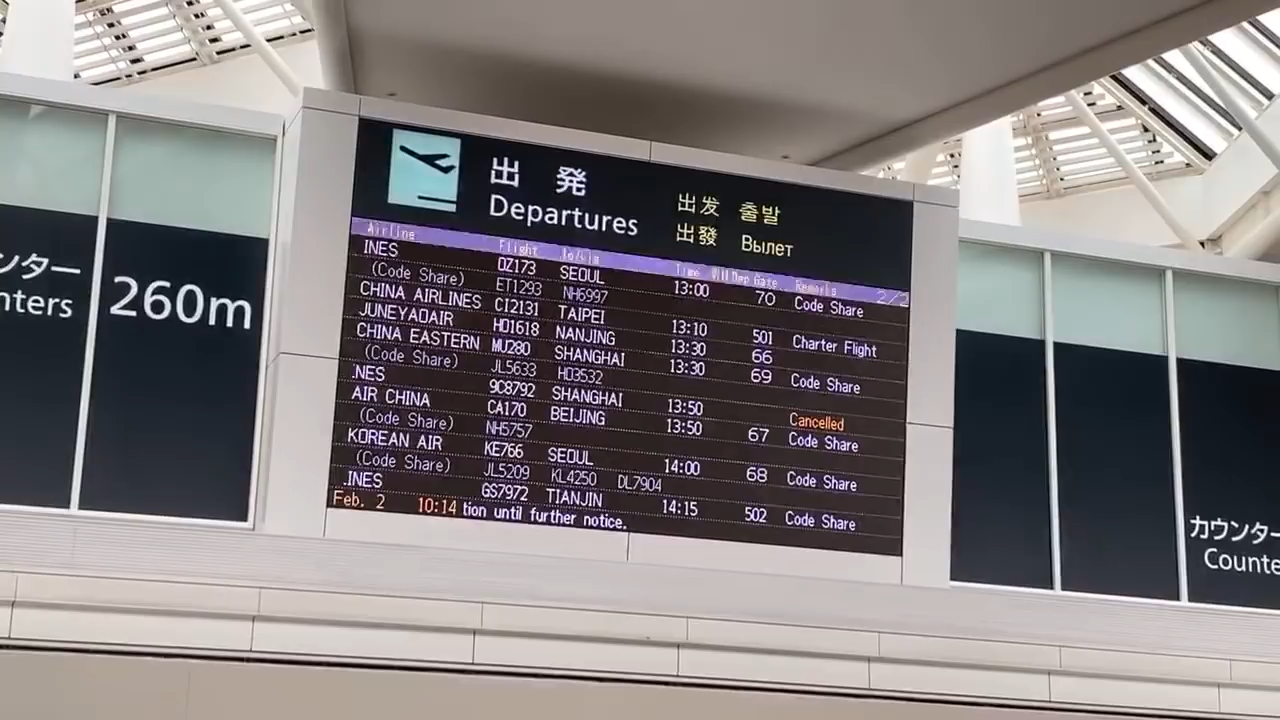 出 発
Departures
出发 출발
出發 Вылет
Airline Flight To/Via Time Gate Remarks 2/2
INES OZ173 SEOUL 13:00 70 Code Share
(Code Share) ET1293 NH6997
CHINA AIRLINES CI2131 TAIPEI 13:10 501 Charter Flight
JUNEYAOAIR HO1618 NANJING 13:30 66
CHINA EASTERN MU280 SHANGHAI 13:30 69 Code Share
(Code Share) JL5633 HO3532
INES 9C8792 SHANGHAI 13:50 Cancelled
AIR CHINA CA170 BEIJING 13:50 67 Code Share
(Code Share) NH5757
KOREAN AIR KE766 SEOUL 14:00 68 Code Share
(Code Share) JL5209 KL4250 DL7904
INES GS7972 TIANJIN 14:15 502 Code Share
Feb. 2 10:14 tion until further notice.
ンター
nters
260m
カウンター
Counte